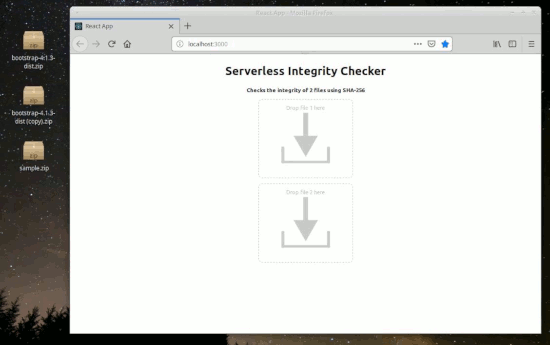 React App - Mozilla Firefox
React App
localhost:3000
bootstrap-4.1.3-
dist.zip
bootstrap-4.1.3-
dist (copy).zip
sample.zip
Serverless Integrity Checker
Checks the integrity of 2 files using SHA-256
Drop file 1 here
Drop file 2 here